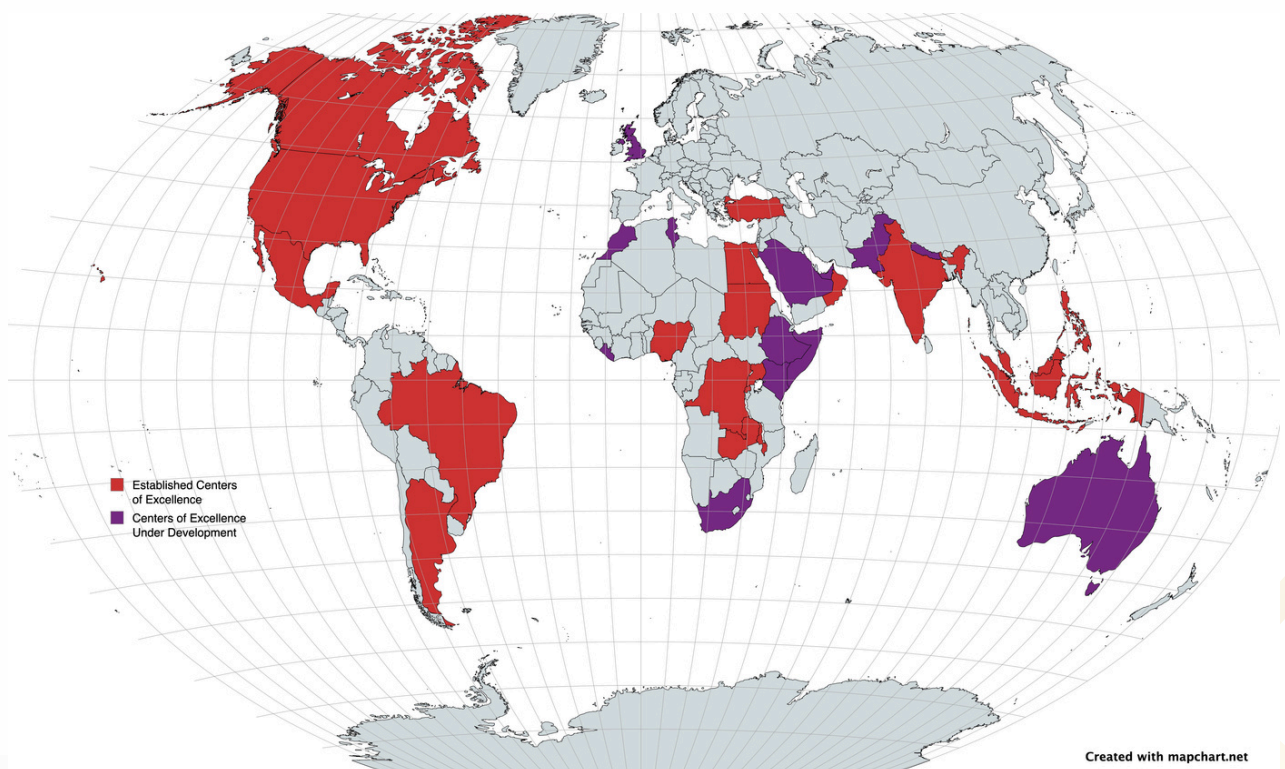 Established Centers
of Excellence
Centers of Excellence
Under Development
Created with mapchart.net